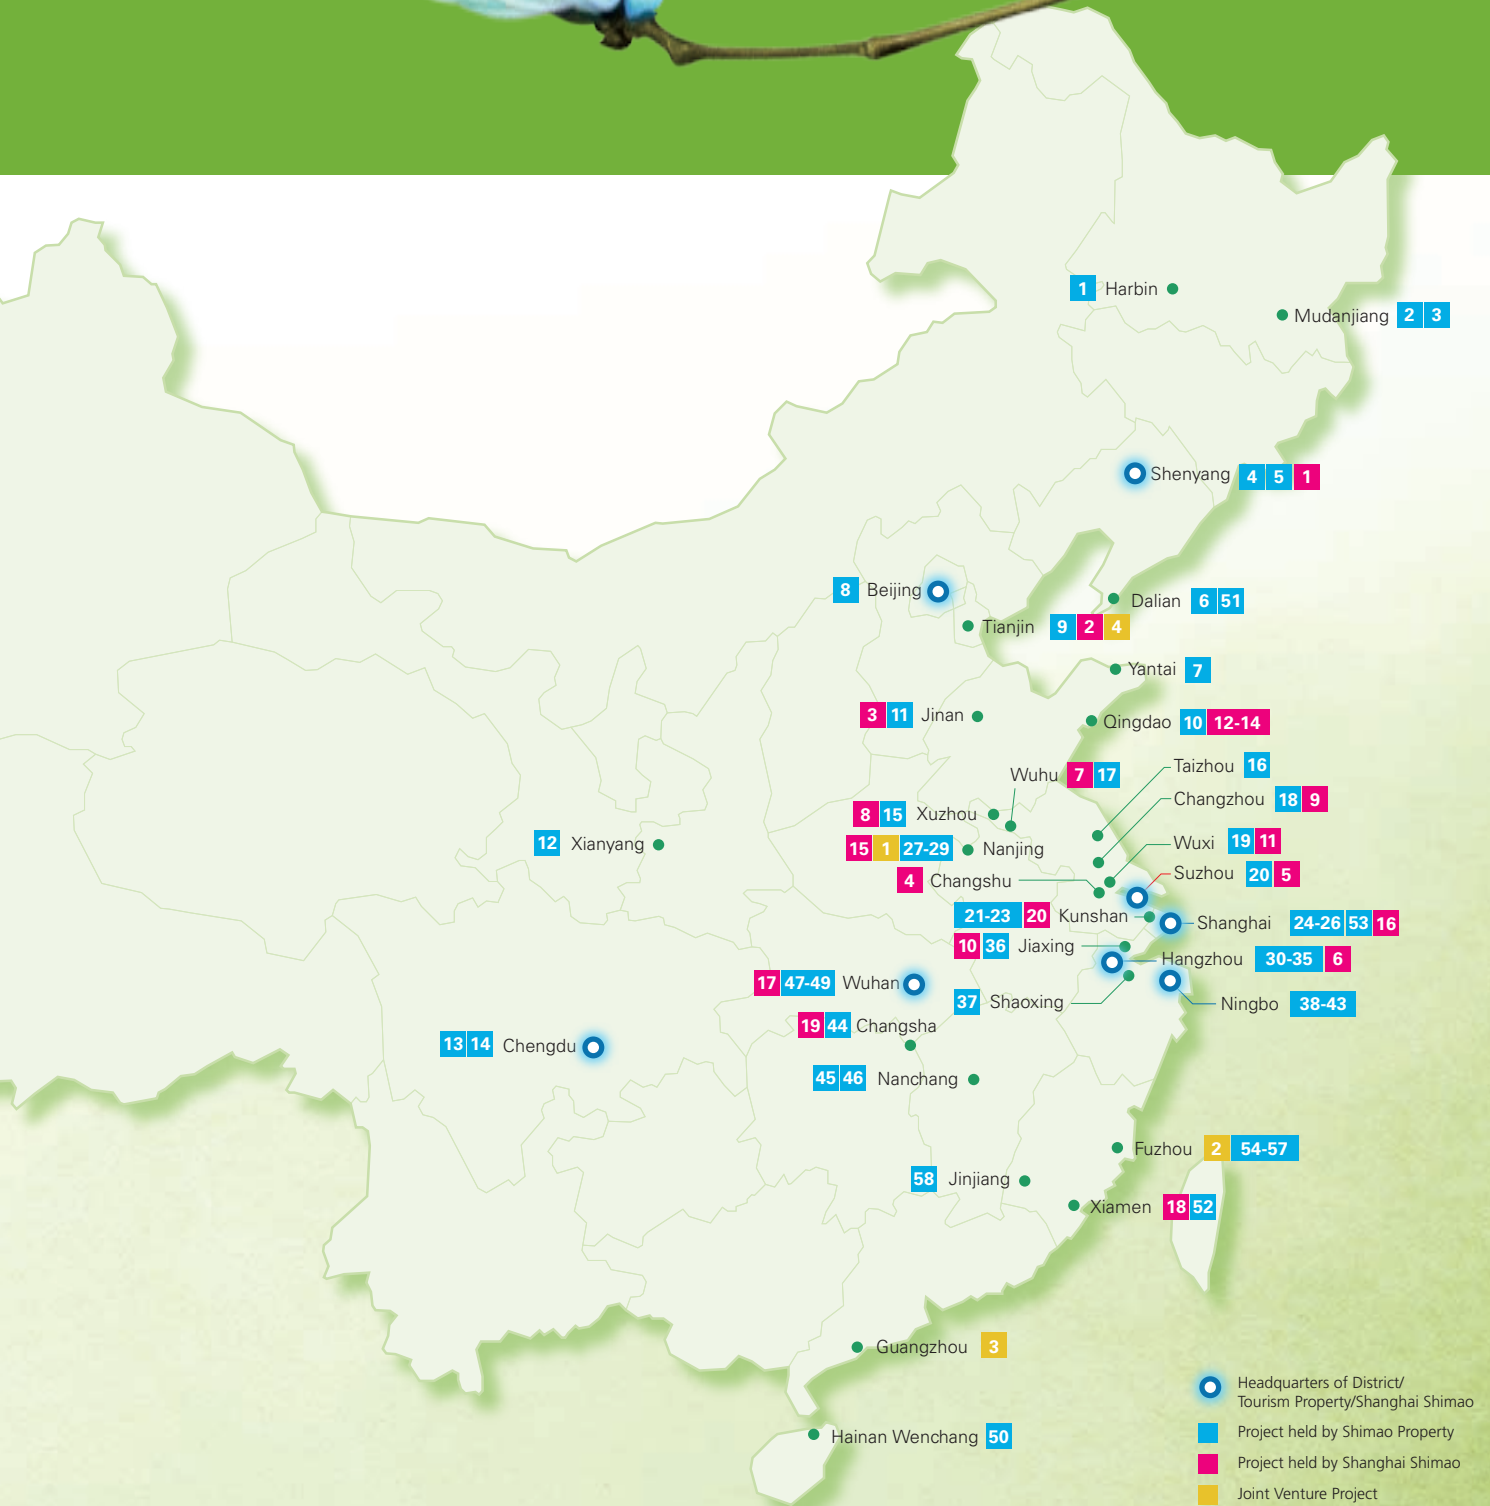 1 Harbin
Mudanjiang 2 3
Shenyang 4 5 1
8 Beijing
Dalian 6 51
Tianjin 9 2 4
Yantai 7
3 11 Jinan
Qingdao 10 12-14
Taizhou 16
Wuhu 7 17
Changzhou 18 9
8 15 Xuzhou
12 Xianyang
Wuxi 19 11
15 1 27-29 Nanjing
Suzhou 20 5
4 Changshu
21-23 20 Kunshan
Shanghai 24-26 53 16
10 36 Jiaxing
Hangzhou 30-35 6
17 47-49 Wuhan
37 Shaoxing
Ningbo 38-43
19 44 Changsha
13 14 Chengdu
45 46 Nanchang
Fuzhou 2 54-57
58 Jinjiang
Xiamen 18 52
Guangzhou 3
Hainan Wenchang 50
Headquarters of District/
Tourism Property/Shanghai Shimao
Project held by Shimao Property
Project held by Shanghai Shimao
Joint Venture Project